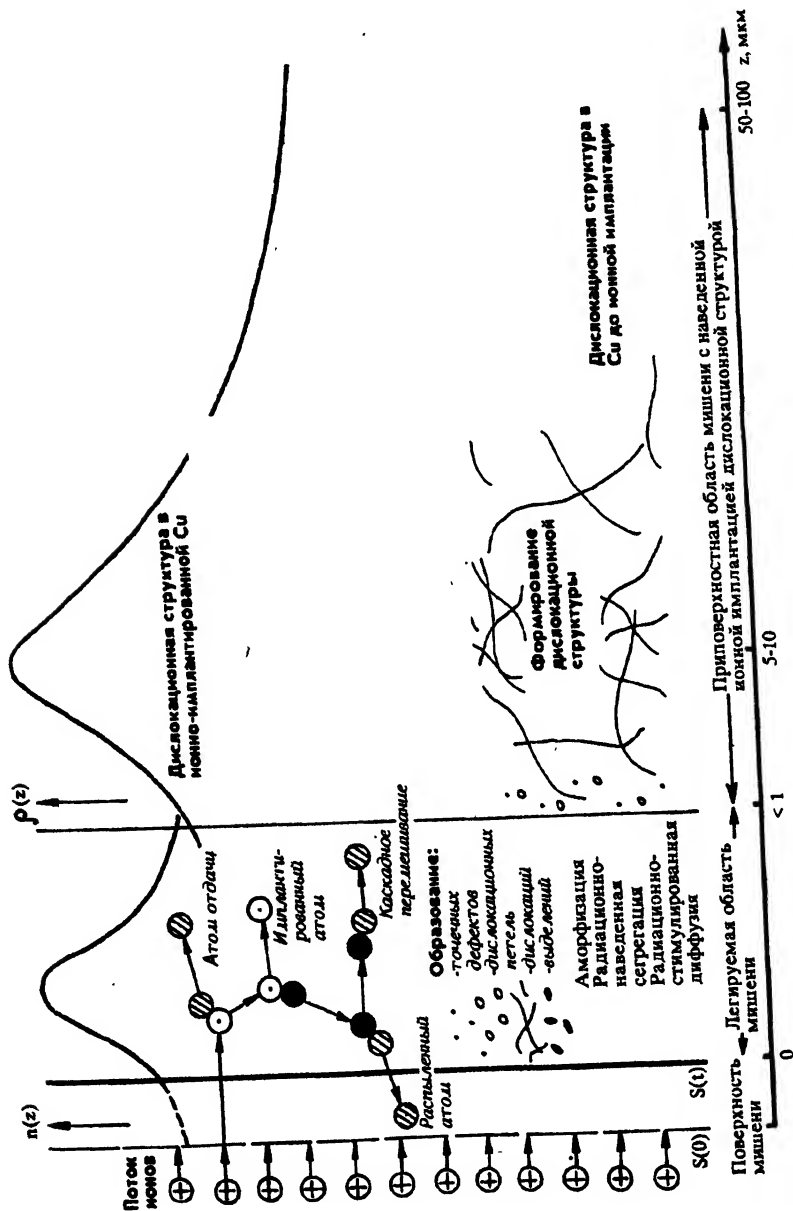 n(z)
ρ(z)
Поток
ионов
Атом отдачи
Импланти-
рованный
атом
Каскадное
перемешивание
Распыленный
атом
Дислокационная структура в
ионно-имплантированной Cu
Образование:
-точечных
дефектов
-дислокационных
петель
-дислокаций
-выделений
Аморфизация
Радиационно-
наведенная
сегрегация
Радиационно-
стимулированная
диффузия
Формирование
дислокационной
структуры
Дислокационная структура в
Cu до ионной имплантации
S(0)
S(t)
Поверхность
мишени
Легируемая область
мишени
Приповерхностная область мишени с наведенной
ионной имплантацией дислокационной структурой
0
< 1
5-10
50-100
z, мкм